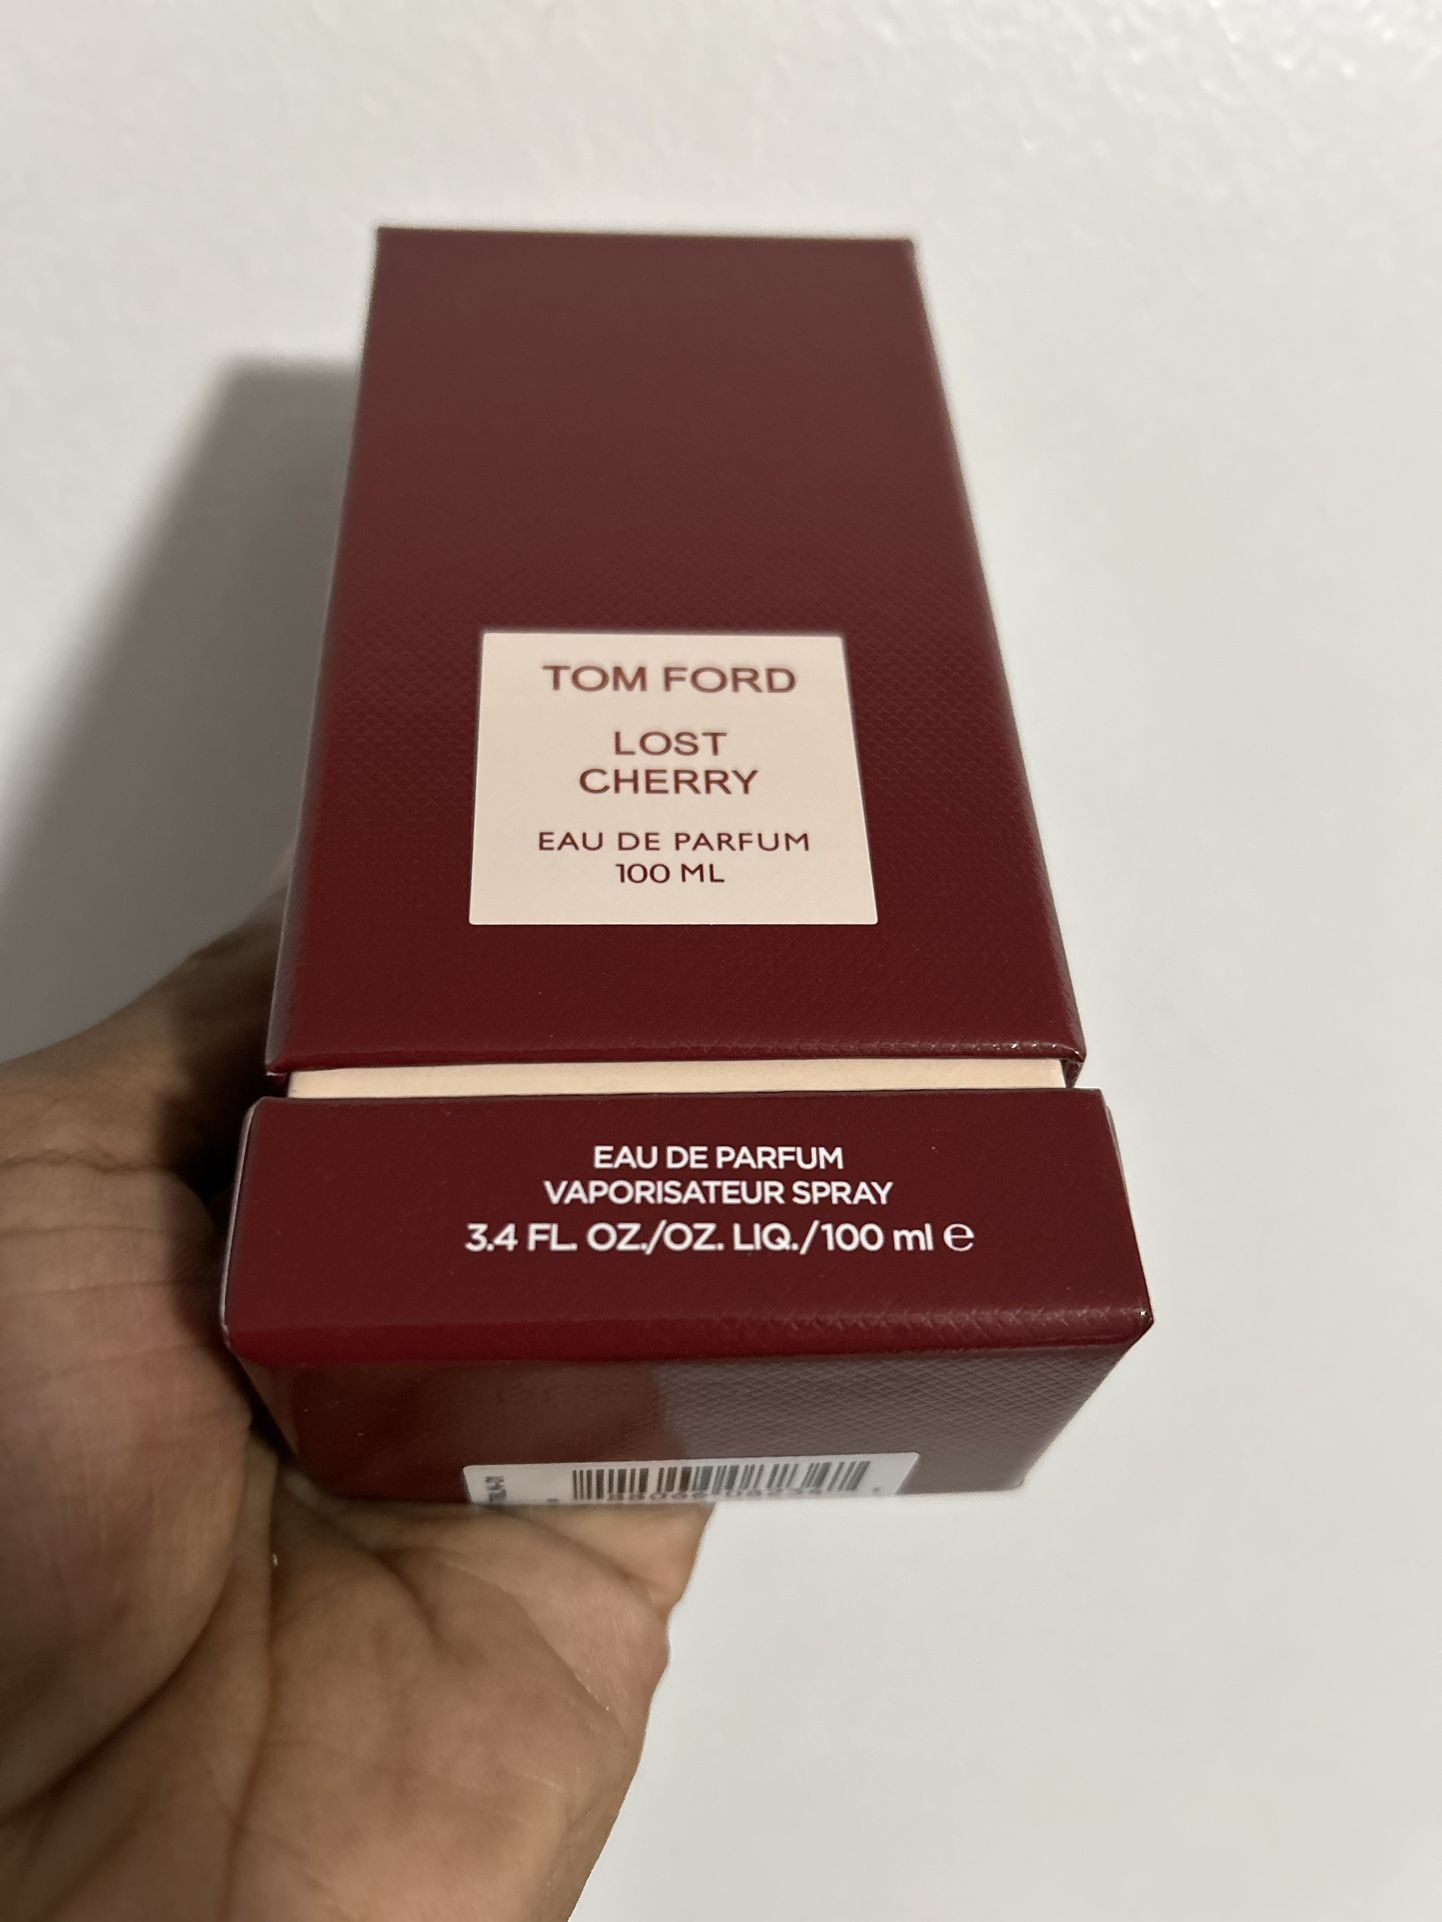 TOM FORD
LOST
CHERRY
EAU DE PARFUM
100 ML
EAU DE PARFUM
VAPORISATEUR SPRAY
3.4 FL. OZ./OZ. LIQ./100 ml ℮